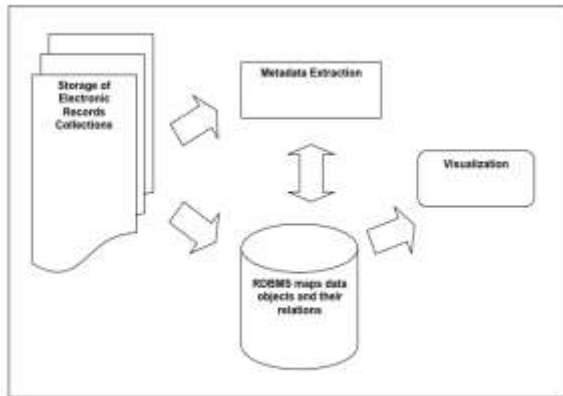 Storage of
Electronic
Records
Collections
Metadata Extraction
Visualization
RDBMS maps data
objects and their
relations